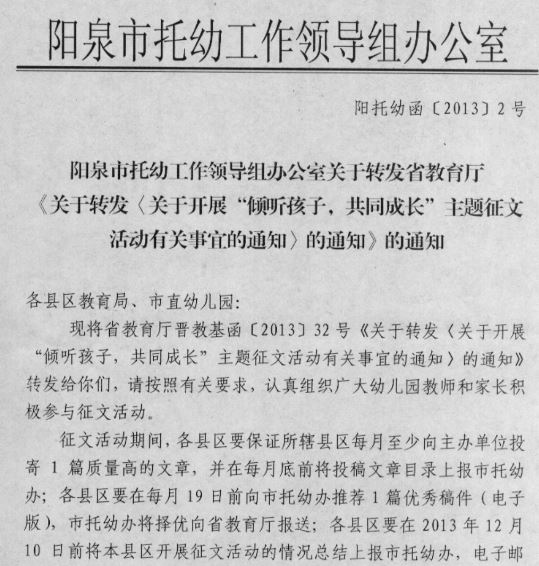 阳泉市托幼工作领导组办公室
阳托幼函〔2013〕2号
阳泉市托幼工作领导组办公室关于转发省教育厅
《关于转发〈关于开展“倾听孩子，共同成长”主题征文
活动有关事宜的通知〉的通知》的通知
各县区教育局、市直幼儿园：
现将省教育厅晋教基函〔2013〕32号《关于转发〈关于开展
“倾听孩子，共同成长”主题征文活动有关事宜的通知〉的通知》
转发给你们，请按照有关要求，认真组织广大幼儿园教师和家长积
极参与征文活动。
征文活动期间，各县区要保证所辖县区每月至少向主办单位投
寄1篇质量高的文章，并在每月底前将投稿文章目录上报市托幼
办；各县区要在每月19日前向市托幼办推荐1篇优秀稿件（电子
版），市托幼办将择优向省教育厅报送；各县区要在2013年12月
10日前将本县区开展征文活动的情况总结上报市托幼办，电子邮